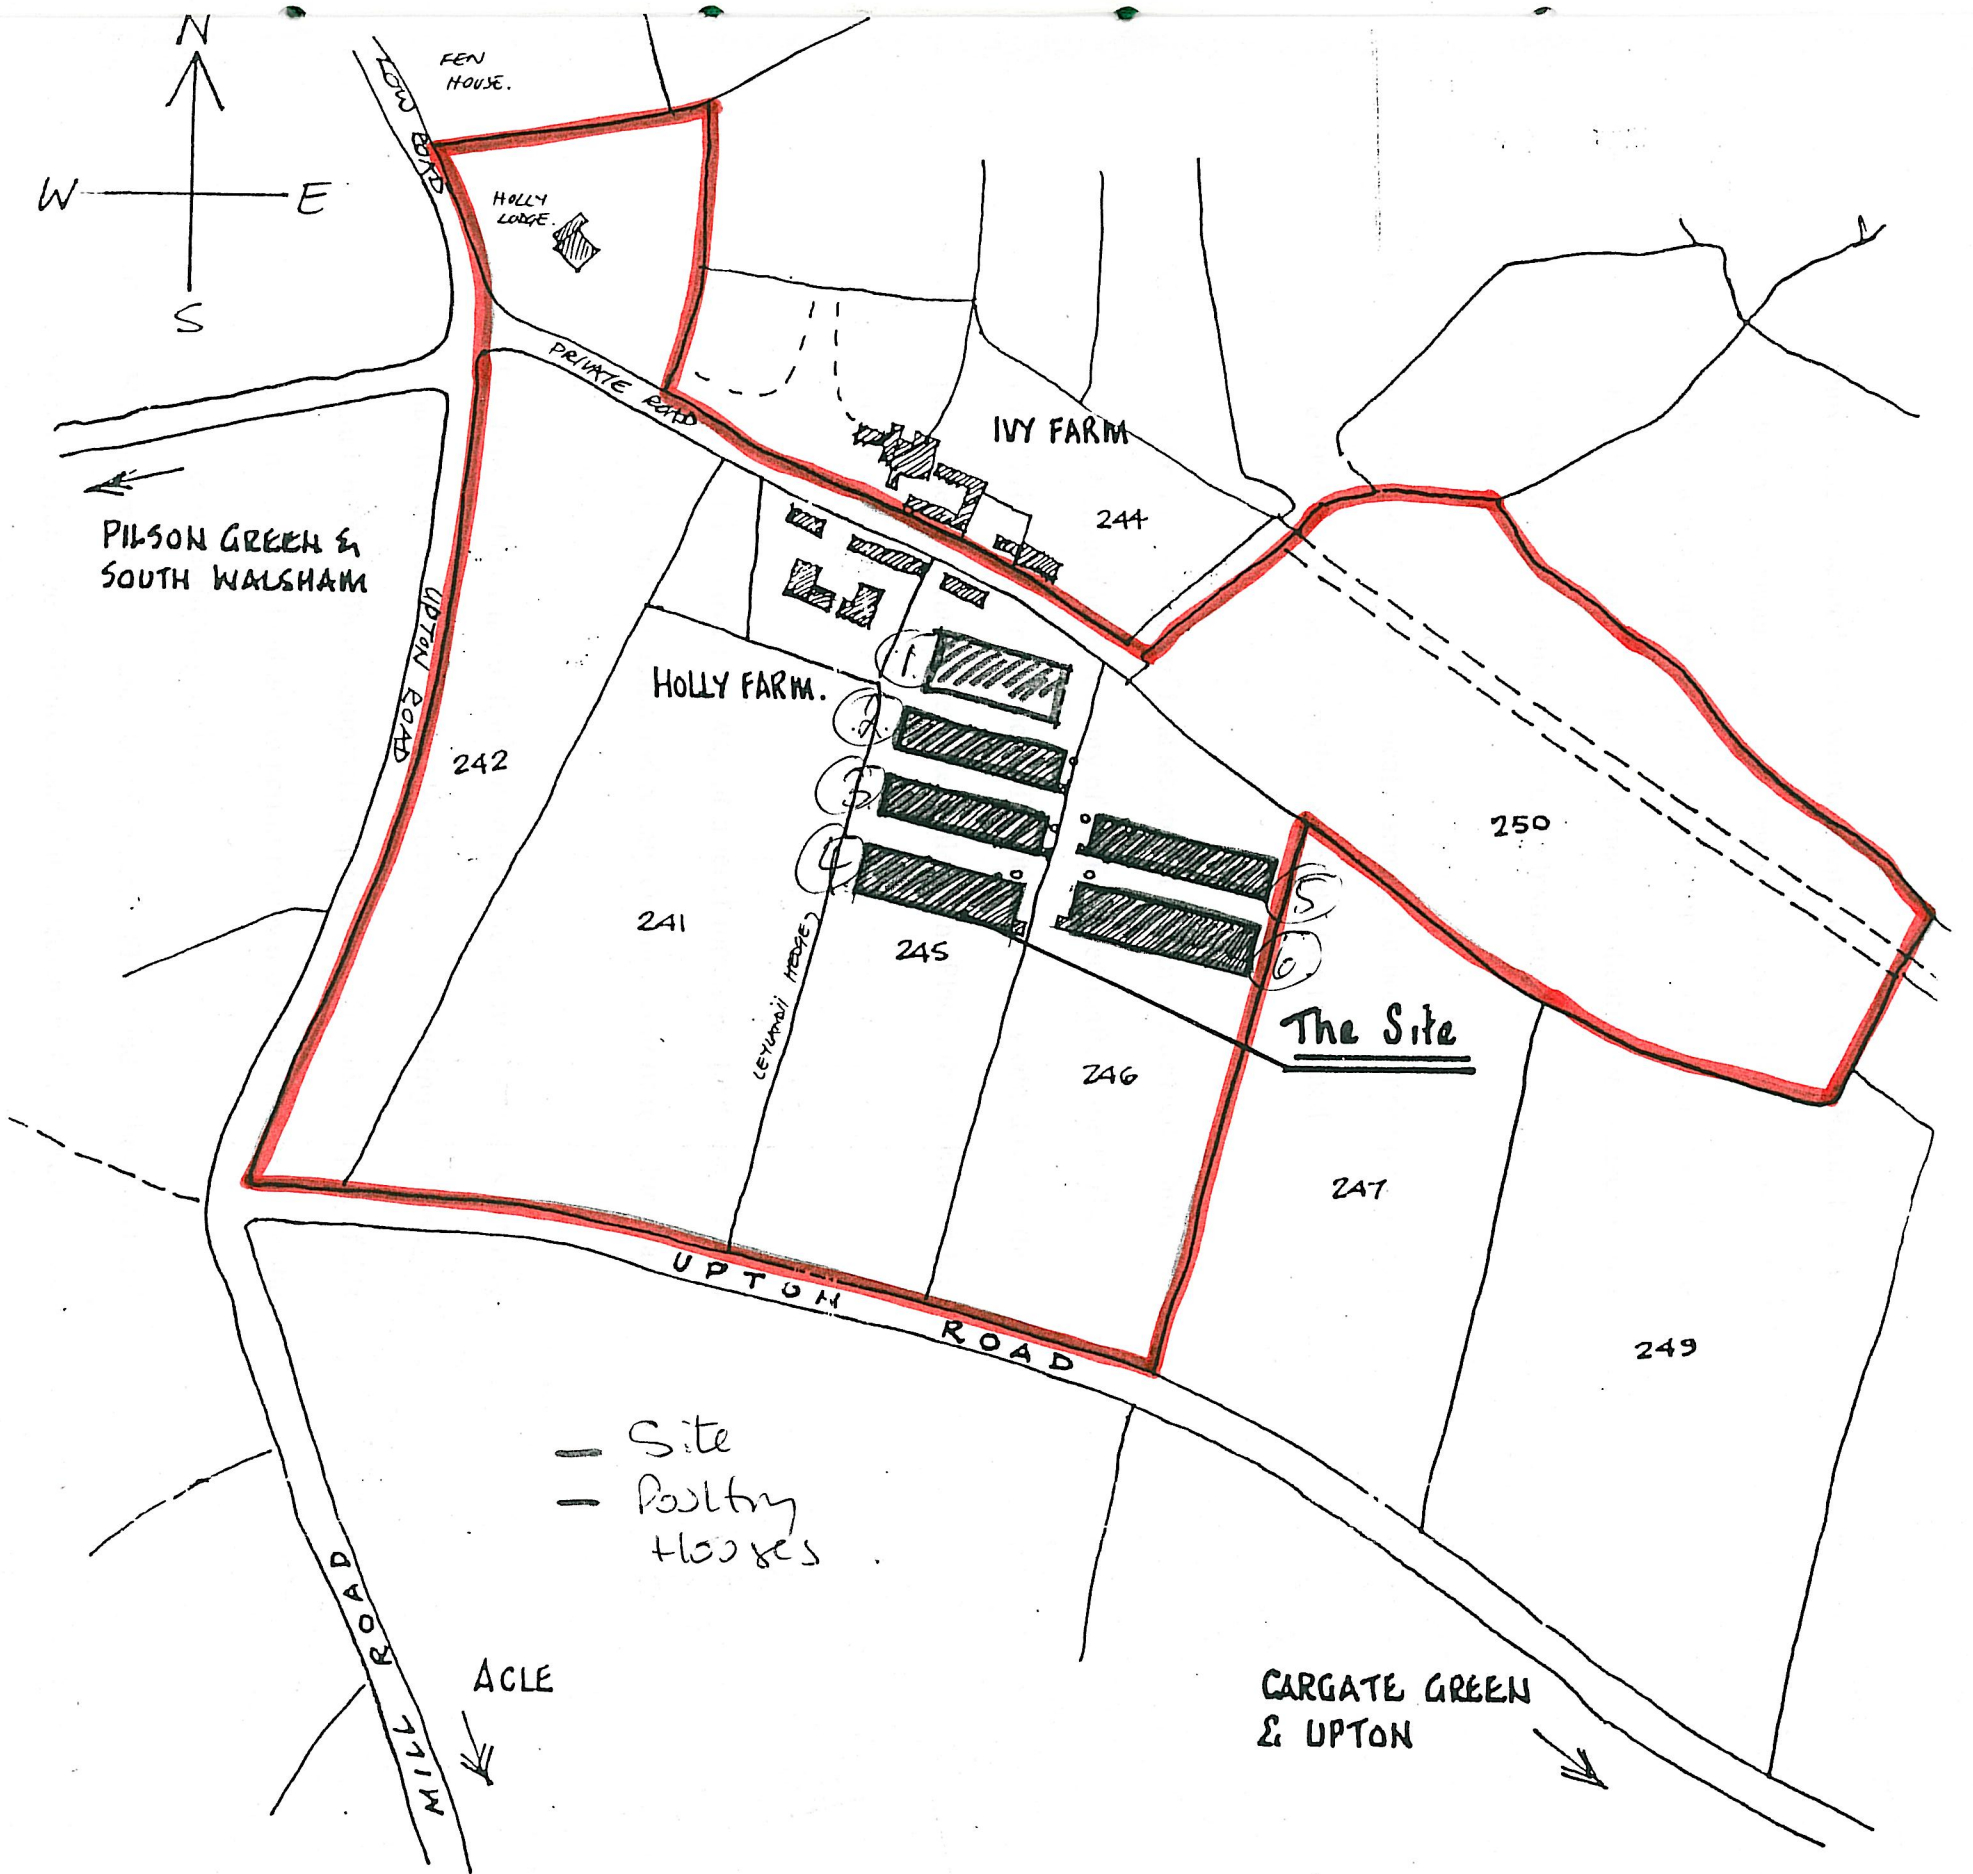 N
FEN
HOUSE.
LOW ROAD
W
E
S
HOLLY
LODGE.
PRIVATE ROAD
IVY FARM
244
PILSON GREEN &
SOUTH WALSHAM
UPTON ROAD
HOLLY FARM.
1
2
3
4
5
6
242
241
245
250
LEYLANDII HEDGE
The Site
246
247
249
UPTON ROAD
— Site
— Poultry
Houses.
MILL ROAD
ACLE
CARGATE GREEN
& UPTON